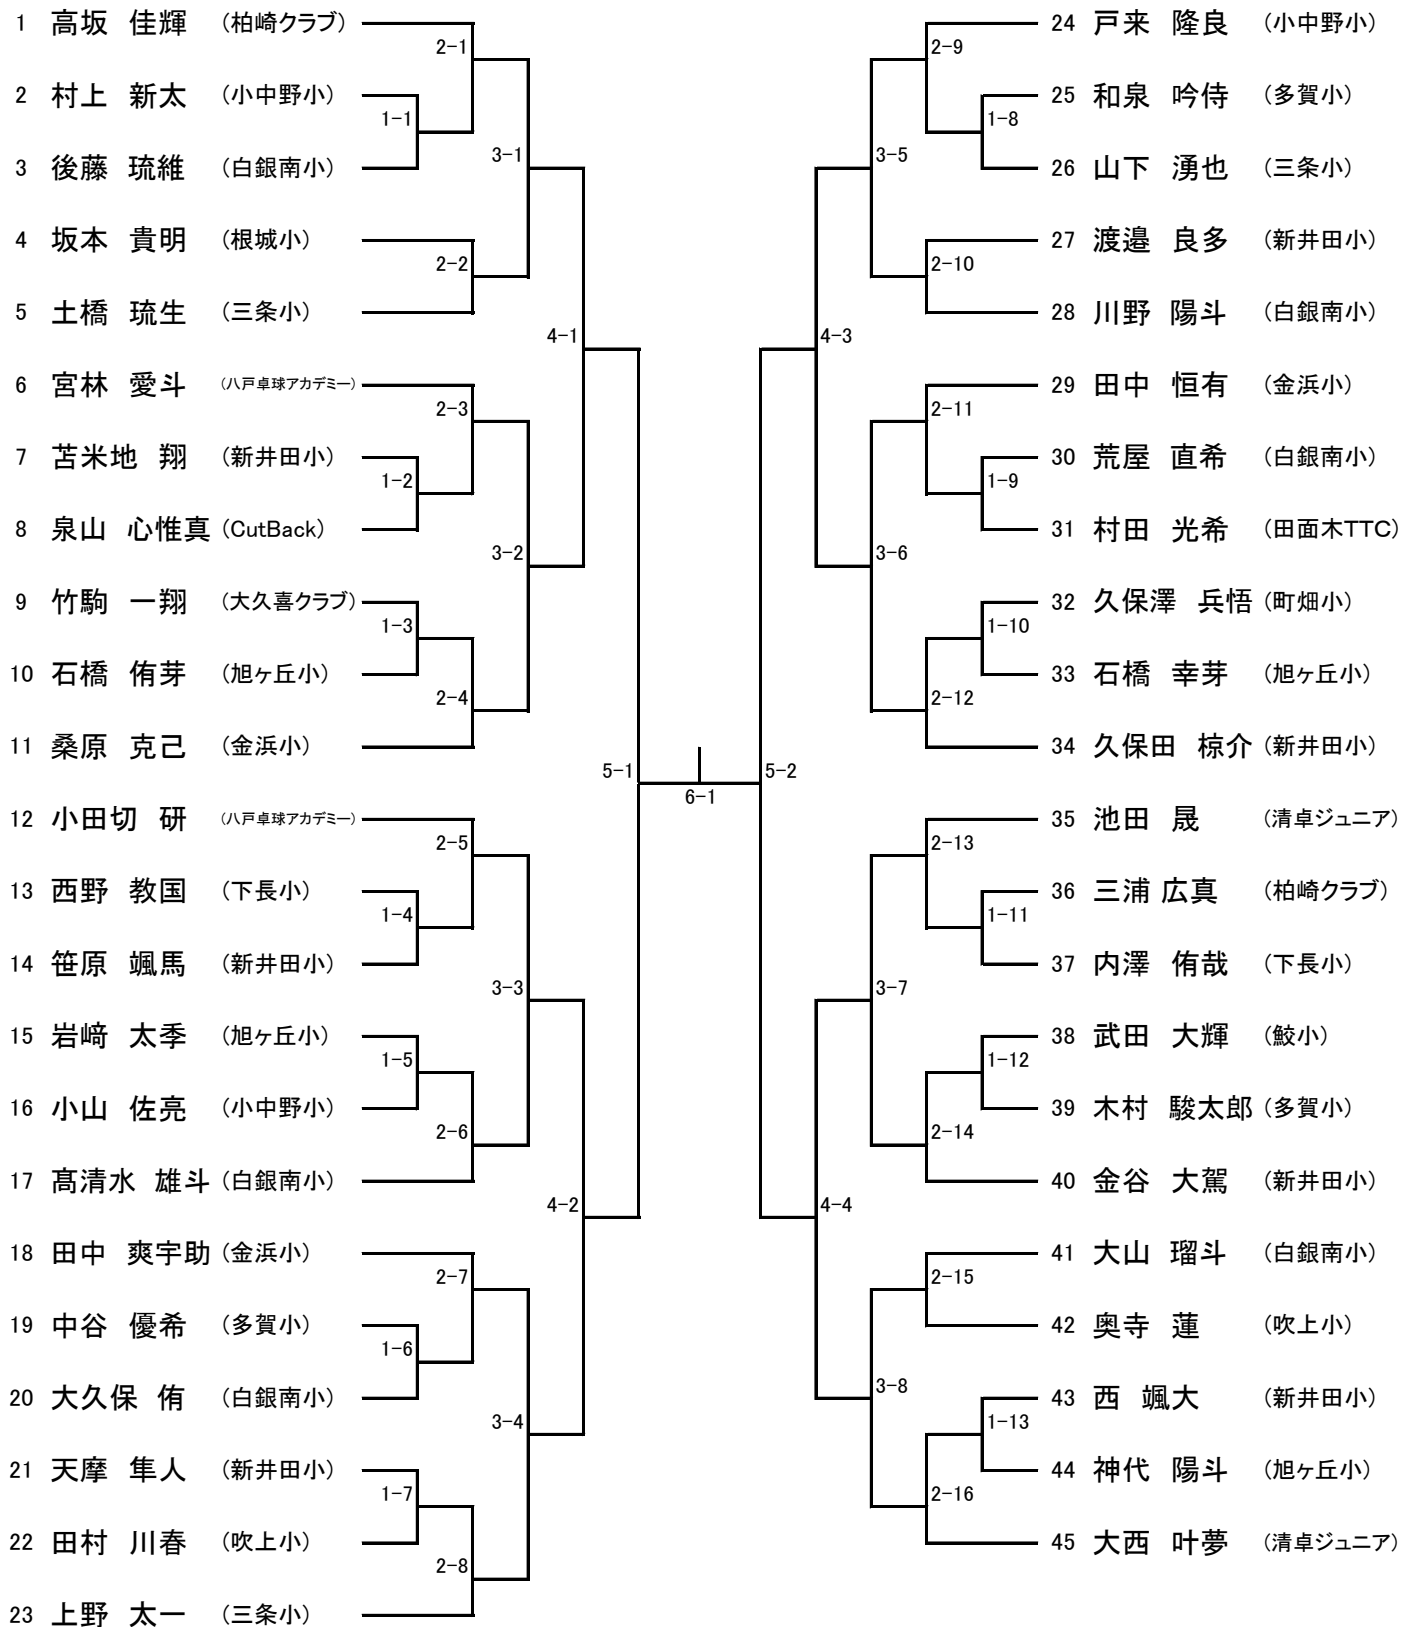 1 高坂 佳輝 (柏崎クラブ)
2-1
2 村上 新太 (小中野小)
1-1
3 後藤 琉維 (白銀南小)
3-1
4 坂本 貴明 (根城小)
2-2
5 土橋 琉生 (三条小)
4-1
6 宮林 愛斗 (八戸卓球アカデミー)
2-3
7 苫米地 翔 (新井田小)
1-2
8 泉山 心惟真 (CutBack)
3-2
9 竹駒 一翔 (大久喜クラブ)
1-3
10 石橋 侑芽 (旭ヶ丘小)
2-4
11 桑原 克己 (金浜小)
5-1
12 小田切 研 (八戸卓球アカデミー)
2-5
13 西野 教国 (下長小)
1-4
14 笹原 颯馬 (新井田小)
3-3
15 岩﨑 太季 (旭ヶ丘小)
1-5
16 小山 佐亮 (小中野小)
2-6
17 髙清水 雄斗 (白銀南小)
4-2
18 田中 爽宇助 (金浜小)
2-7
19 中谷 優希 (多賀小)
1-6
20 大久保 侑 (白銀南小)
3-4
21 天摩 隼人 (新井田小)
1-7
22 田村 川春 (吹上小)
2-8
23 上野 太一 (三条小)
6-1
24 戸来 隆良 (小中野小)
2-9
25 和泉 吟侍 (多賀小)
1-8
26 山下 湧也 (三条小)
3-5
27 渡邉 良多 (新井田小)
2-10
28 川野 陽斗 (白銀南小)
4-3
29 田中 恒有 (金浜小)
2-11
30 荒屋 直希 (白銀南小)
1-9
31 村田 光希 (田面木TTC)
3-6
32 久保澤 兵悟 (町畑小)
1-10
33 石橋 幸芽 (旭ヶ丘小)
2-12
34 久保田 椋介 (新井田小)
5-2
35 池田 晟 (清卓ジュニア)
2-13
36 三浦 広真 (柏崎クラブ)
1-11
37 内澤 侑哉 (下長小)
3-7
38 武田 大輝 (鮫小)
1-12
39 木村 駿太郎 (多賀小)
2-14
40 金谷 大駕 (新井田小)
4-4
41 大山 瑠斗 (白銀南小)
2-15
42 奥寺 蓮 (吹上小)
3-8
43 西 颯大 (新井田小)
1-13
44 神代 陽斗 (旭ヶ丘小)
2-16
45 大西 叶夢 (清卓ジュニア)